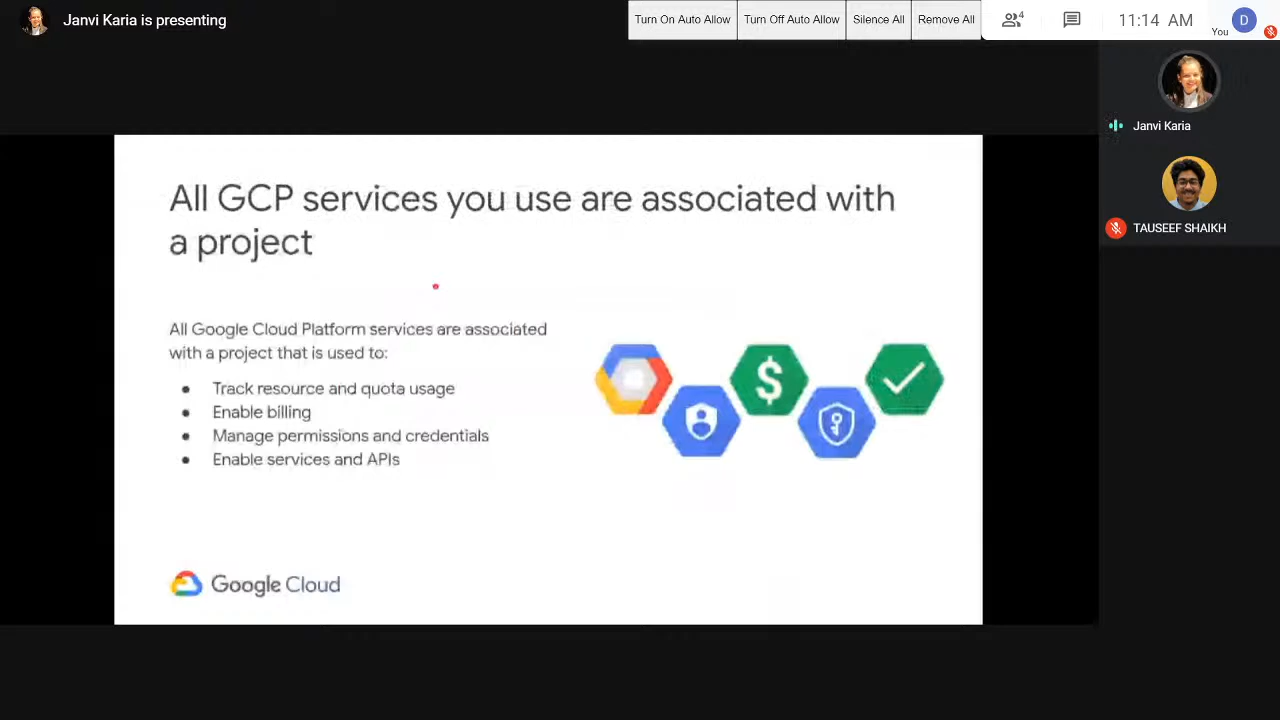 Janvi Karia is presenting
Turn On Auto Allow
Turn Off Auto Allow
Silence All
Remove All
4
11:14 AM
D
You
Janvi Karia
TAUSEEF SHAIKH
All GCP services you use are associated with
a project
All Google Cloud Platform services are associated
with a project that is used to:
● Track resource and quota usage
● Enable billing
● Manage permissions and credentials
● Enable services and APIs
$
Google Cloud